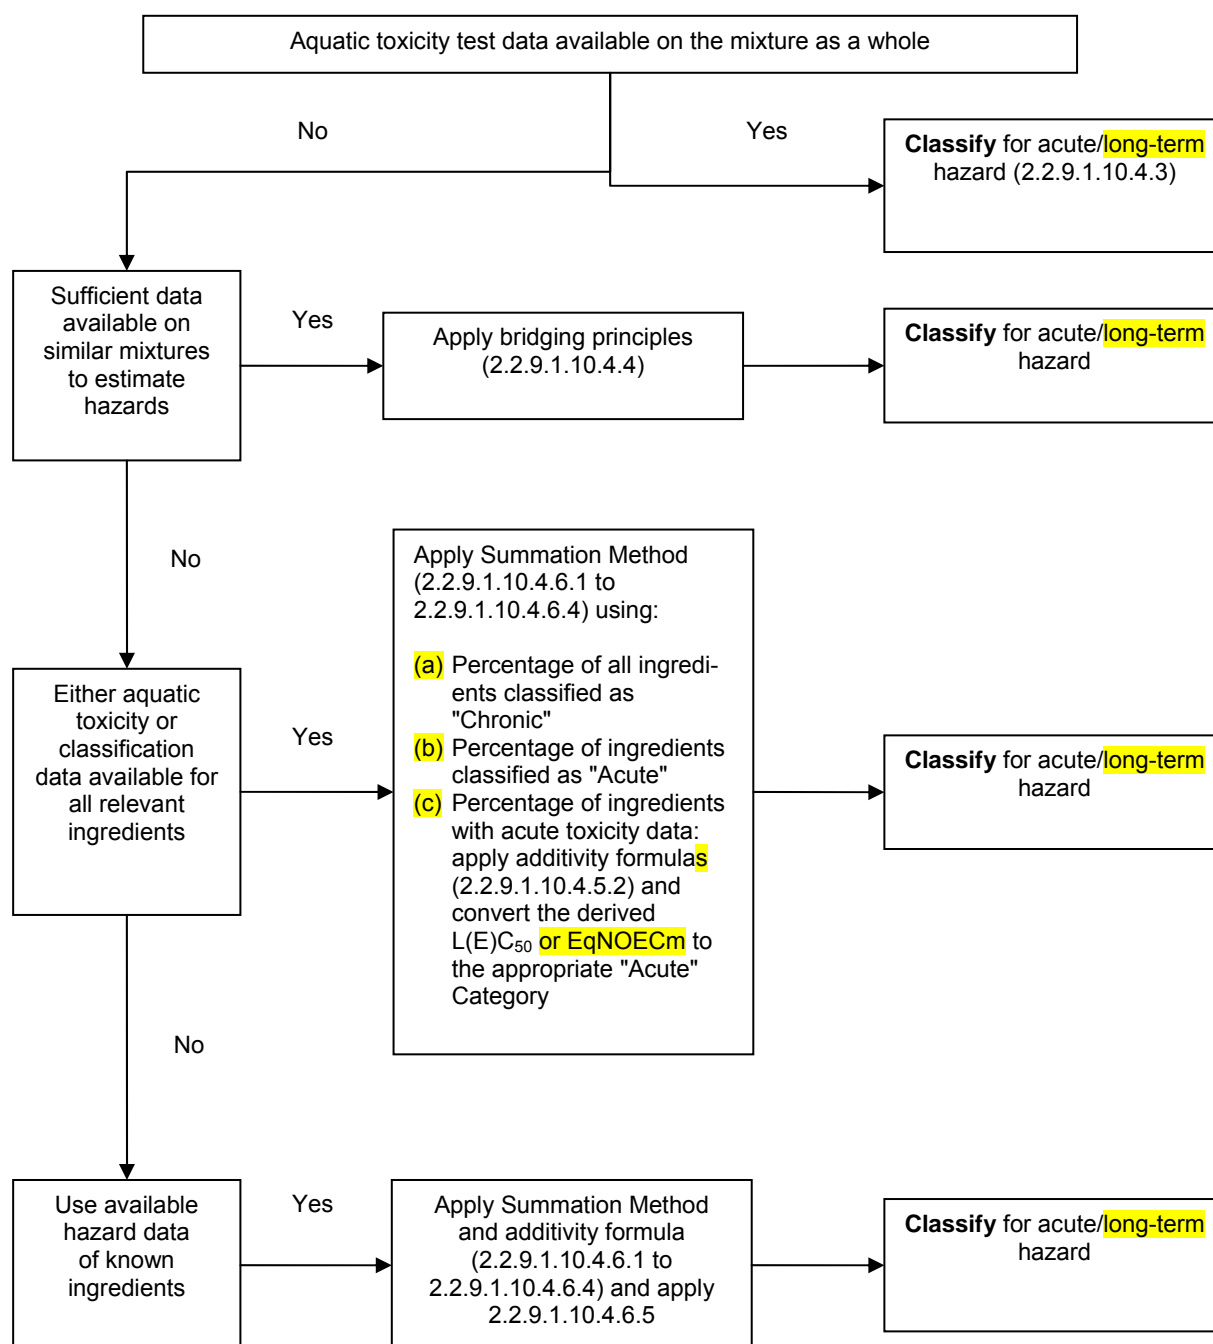 Aquatic toxicity test data available on the mixture as a whole
No
Yes
Classify for acute/long-term
hazard (2.2.9.1.10.4.3)
Sufficient data
available on
similar mixtures
to estimate
hazards
Yes
Apply bridging principles
(2.2.9.1.10.4.4)
Classify for acute/long-term
hazard
No
Either aquatic
toxicity or
classification
data available for
all relevant
ingredients
Yes
Apply Summation Method
(2.2.9.1.10.4.6.1 to
2.2.9.1.10.4.6.4) using:
(a) Percentage of all ingredi-
ents classified as
"Chronic"
(b) Percentage of ingredients
classified as "Acute"
(c) Percentage of ingredients
with acute toxicity data:
apply additivity formulas
(2.2.9.1.10.4.5.2) and
convert the derived
L(E)C₅₀ or EqNOECm to
the appropriate "Acute"
Category
Classify for acute/long-term
hazard
No
Use available
hazard data
of known
ingredients
Yes
Apply Summation Method
and additivity formula
(2.2.9.1.10.4.6.1 to
2.2.9.1.10.4.6.4) and apply
2.2.9.1.10.4.6.5
Classify for acute/long-term
hazard